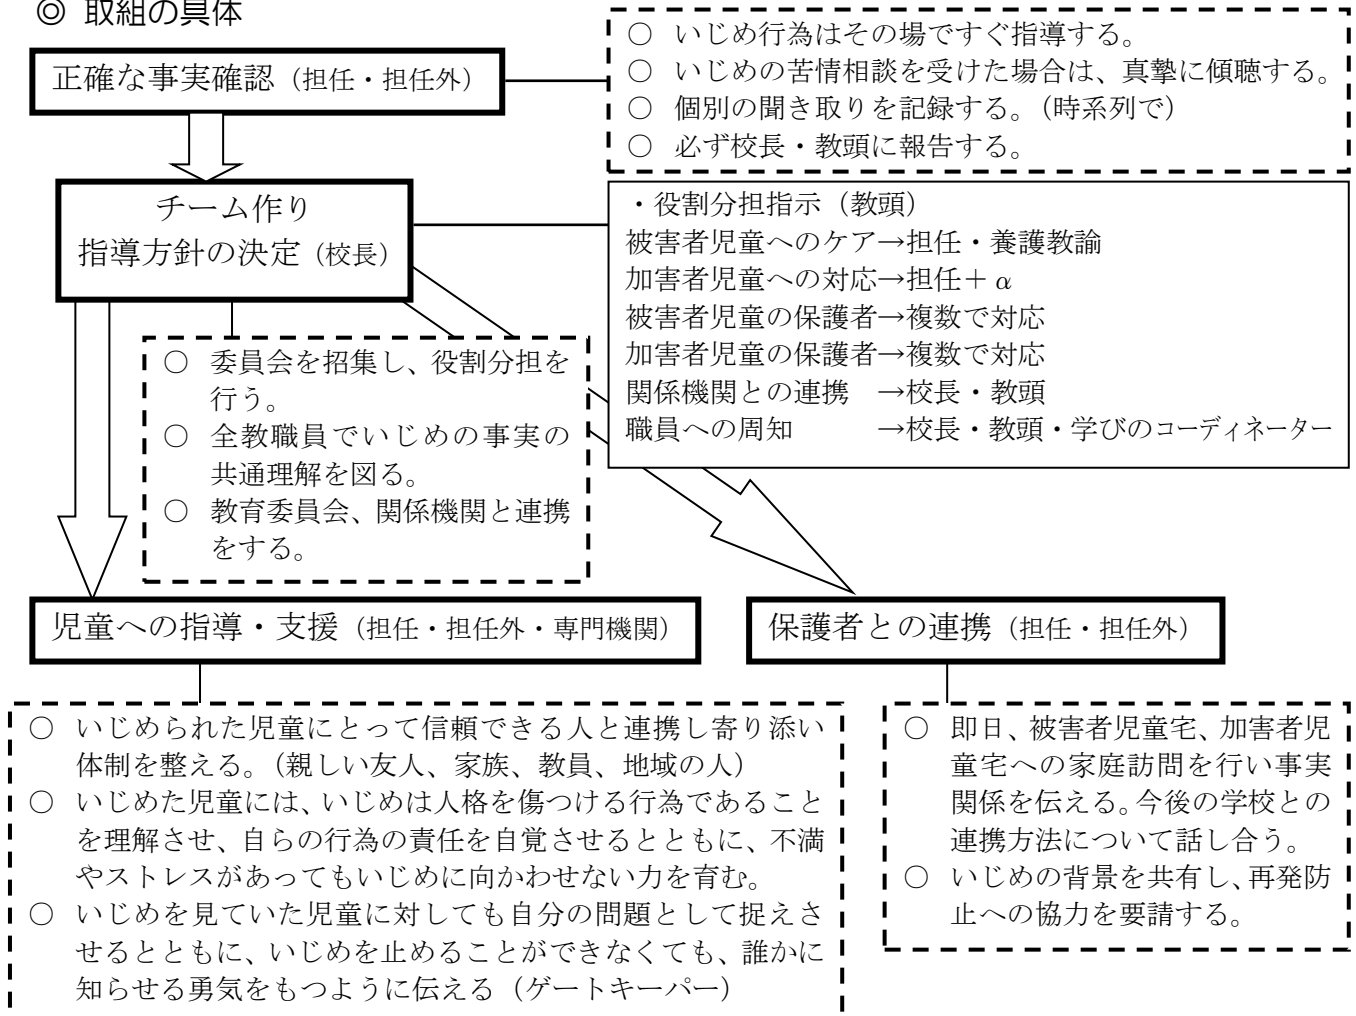 ◎ 取組の具体
正確な事実確認（担任・担任外）
○ いじめ行為はその場ですぐ指導する。
○ いじめの苦情相談を受けた場合は、真摯に傾聴する。
○ 個別の聞き取りを記録する。（時系列で）
○ 必ず校長・教頭に報告する。
チーム作り
指導方針の決定（校長）
・役割分担指示（教頭）
被害者児童へのケア→担任・養護教諭
加害者児童への対応→担任＋α
被害者児童の保護者→複数で対応
加害者児童の保護者→複数で対応
関係機関との連携　→校長・教頭
職員への周知　　　→校長・教頭・学びのコーディネーター
○ 委員会を招集し、役割分担を
行う。
○ 全教職員でいじめの事実の
共通理解を図る。
○ 教育委員会、関係機関と連携
をする。
児童への指導・支援（担任・担任外・専門機関）
○ いじめられた児童にとって信頼できる人と連携し寄り添い
体制を整える。（親しい友人、家族、教員、地域の人）
○ いじめた児童には、いじめは人格を傷つける行為であること
を理解させ、自らの行為の責任を自覚させるとともに、不満
やストレスがあってもいじめに向かわせない力を育む。
○ いじめを見ていた児童に対しても自分の問題として捉えさ
せるとともに、いじめを止めることができなくても、誰かに
知らせる勇気をもつように伝える（ゲートキーパー）
保護者との連携（担任・担任外）
○ 即日、被害者児童宅、加害者児
童宅への家庭訪問を行い事実
関係を伝える。今後の学校との
連携方法について話し合う。
○ いじめの背景を共有し、再発防
止への協力を要請する。